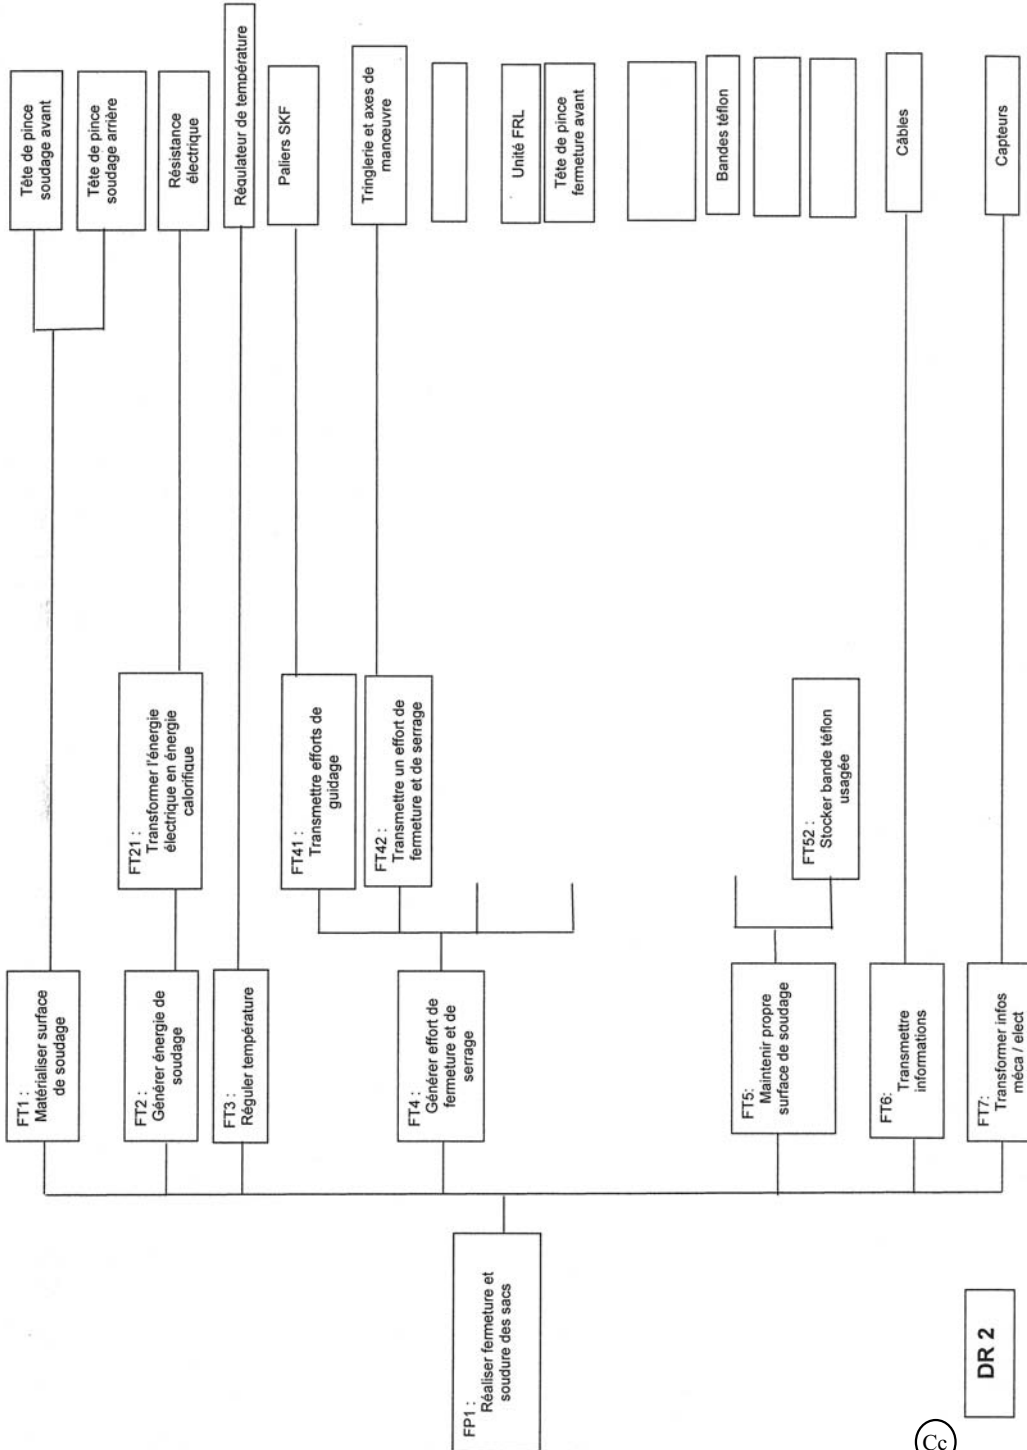 FP1 :
Réaliser fermeture et
soudure des sacs
FT1 :
Matérialiser surface
de soudage
FT2 :
Générer énergie de
soudage
FT3 :
Réguler température
FT4 :
Générer effort de
fermeture et de
serrage
FT5:
Maintenir propre
surface de soudage
FT6:
Transmettre
informations
FT7:
Transformer infos
méca / elect
FT21 :
Transformer l'énergie
électrique en énergie
calorifique
FT41 :
Transmettre efforts de
guidage
FT42 :
Transmettre un effort de
fermeture et de serrage
FT52 :
Stocker bande téflon
usagée
Tête de pince
soudage avant
Tête de pince
soudage arrière
Résistance
électrique
Régulateur de température
Paliers SKF
Tringlerie et axes de
manœuvre
Unité FRL
Tête de pince
fermeture avant
Bandes téflon
Câbles
Capteurs
DR 2
Cc